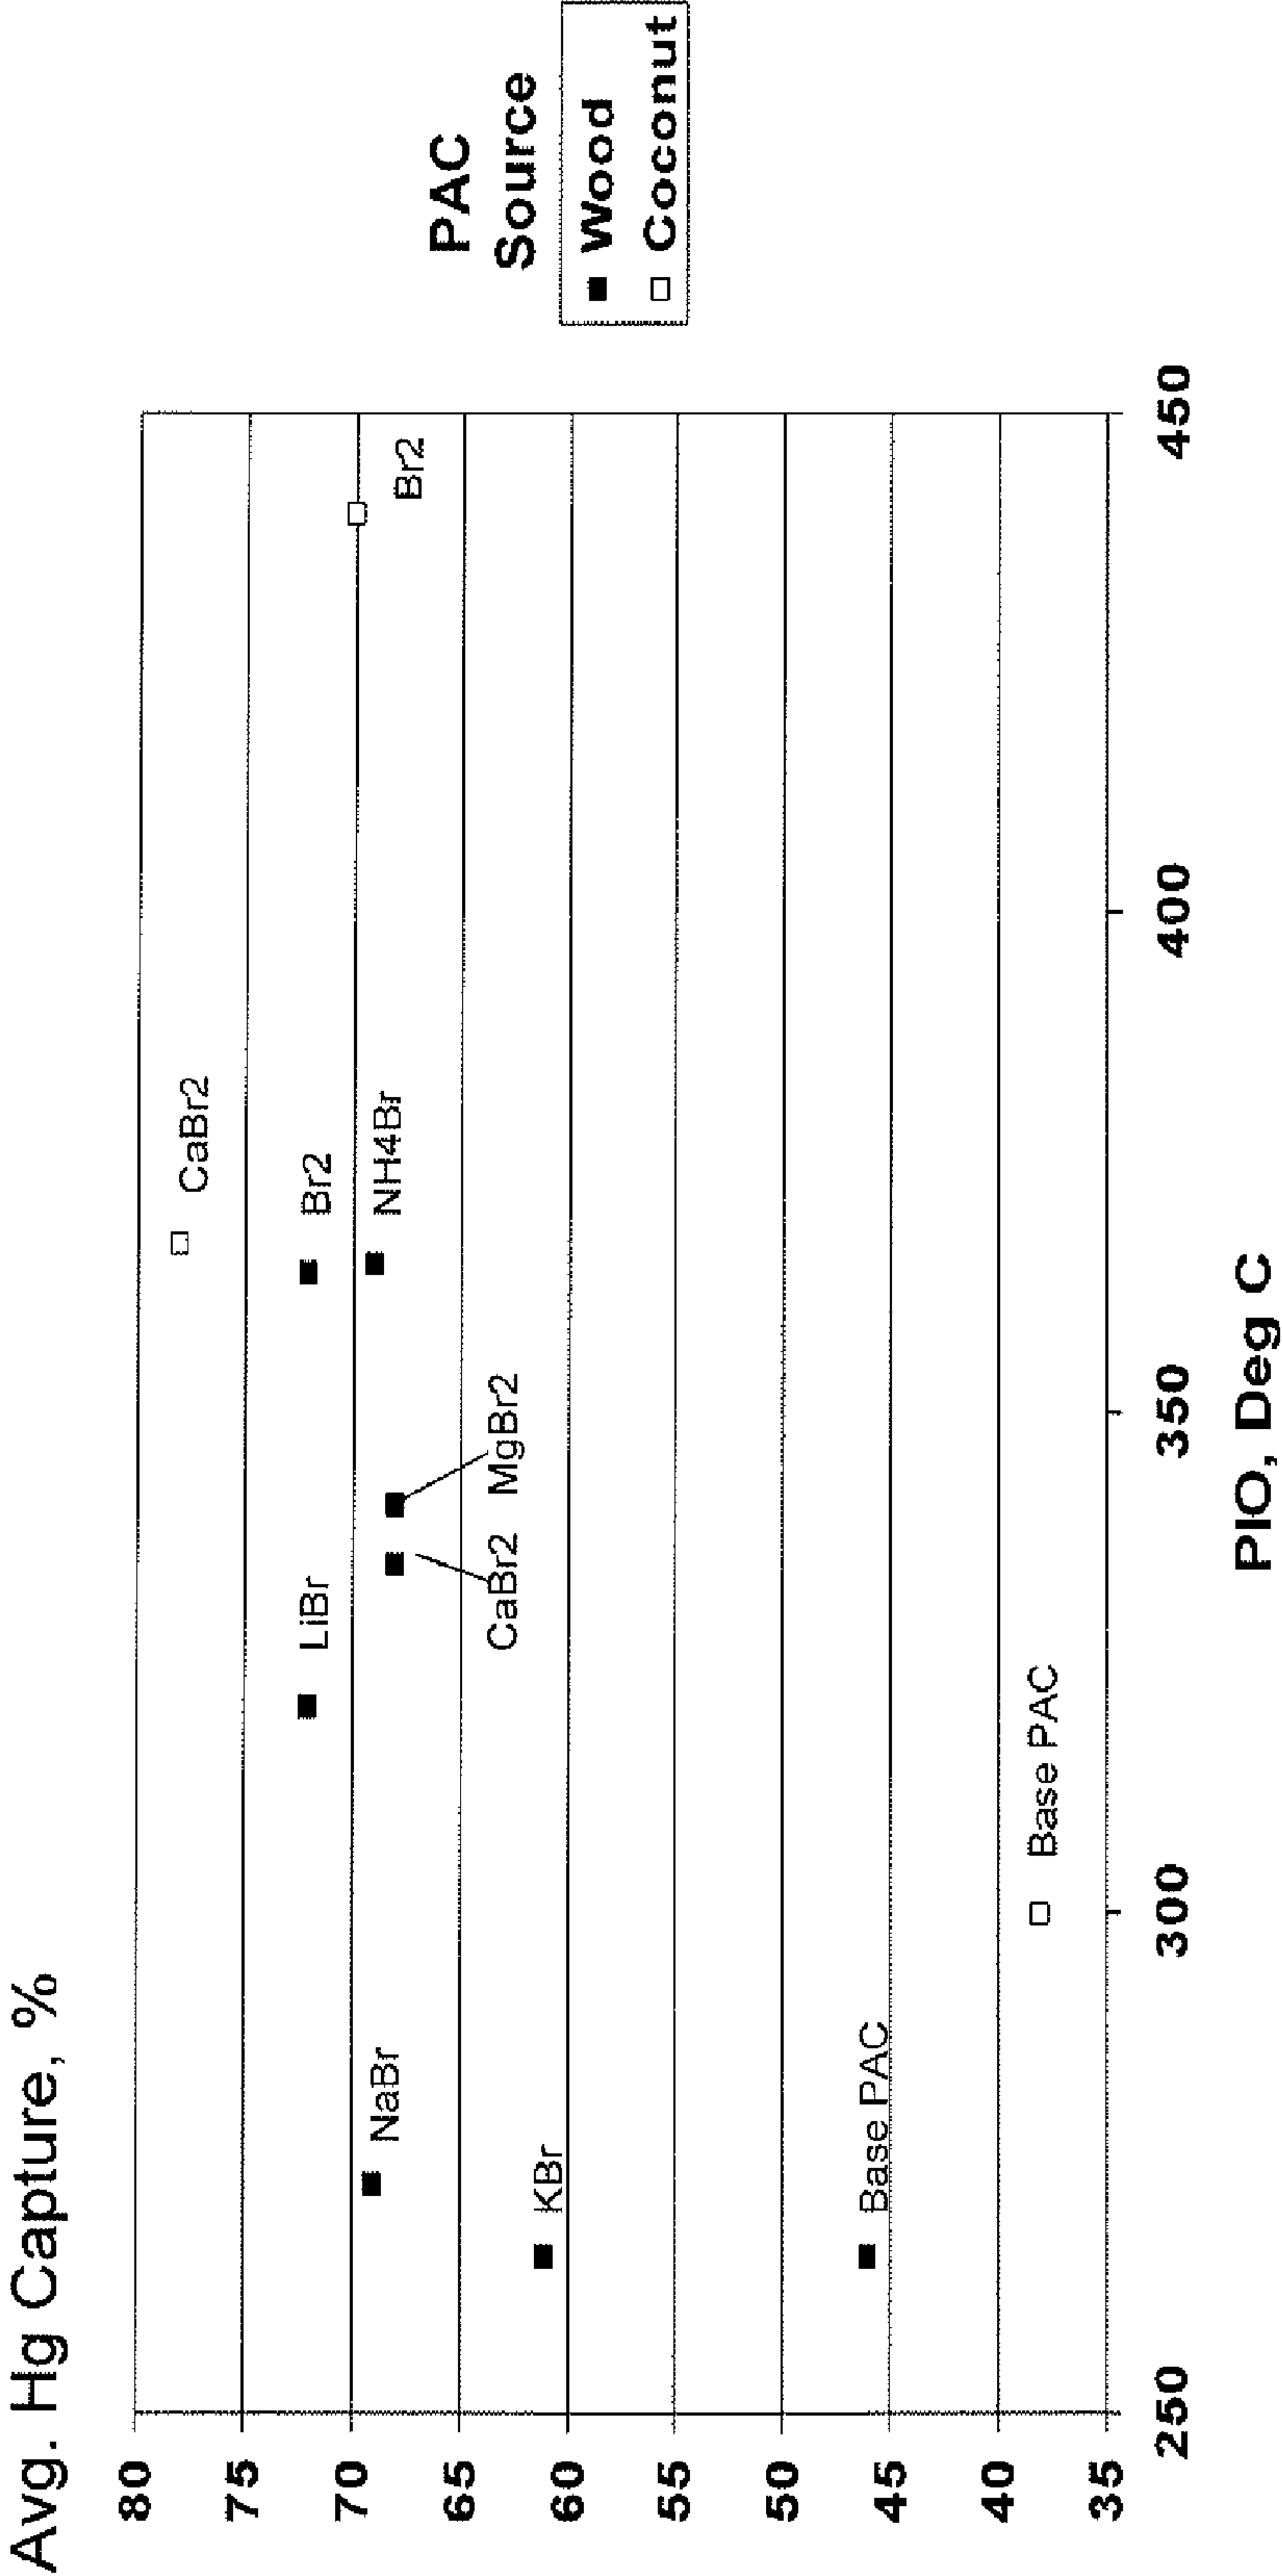 Avg. Hg Capture, %
80
75
70
65
60
55
50
45
40
35
250
300
350
400
450
PIO, Deg C
CaBr2
LiBr
Br2
Br2
NaBr
NH4Br
CaBr2
MgBr2
KBr
Base PAC
Base PAC
PAC
Source
Wood
Coconut